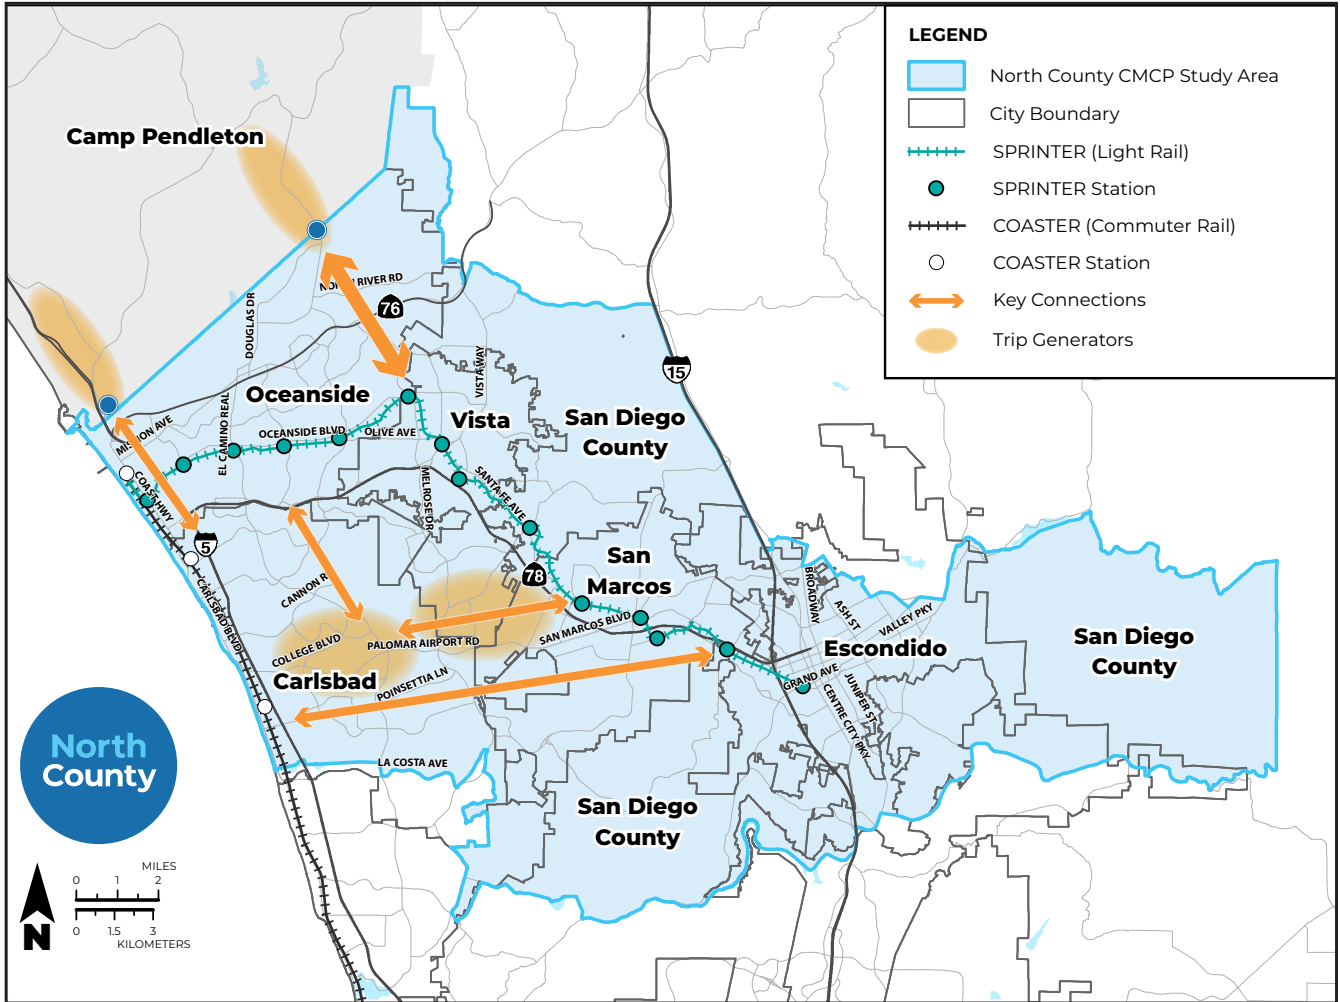 LEGEND
North County CMCP Study Area
City Boundary
SPRINTER (Light Rail)
SPRINTER Station
COASTER (Commuter Rail)
COASTER Station
Key Connections
Trip Generators
Camp Pendleton
RIVER RD
76
DOUGLAS DR
15
VISTA WAY
Oceanside
Vista
San Diego
County
MISSION AVE
EL CAMINO REAL
OCEANSIDE BLVD
OLIVE AVE
COAST HWY
MELROSE DR
SANTA FE AVE
5
78
San
Marcos
CANNON R
CARLSBAD BLVD
BROADWAY
ASH ST
VALLEY PKY
COLLEGE BLVD
PALOMAR AIRPORT RD
SAN MARCOS BLVD
Escondido
San Diego
County
Carlsbad
POINSETTIA LN
GRAND AVE
JUNIPER ST
CENTRE CITY PKY
LA COSTA AVE
North
County
San Diego
County
MILES
0 1 2
0 1.5 3
KILOMETERS
N